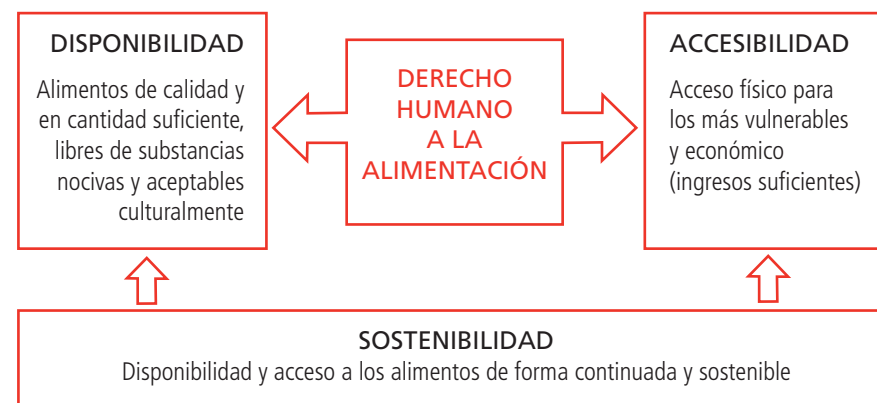 DISPONIBILIDAD
Alimentos de calidad y
en cantidad suficiente,
libres de substancias
nocivas y aceptables
culturalmente
DERECHO
HUMANO
A LA
ALIMENTACIÓN
ACCESIBILIDAD
Acceso físico para
los más vulnerables
y económico
(ingresos suficientes)
SOSTENIBILIDAD
Disponibilidad y acceso a los alimentos de forma continuada y sostenible